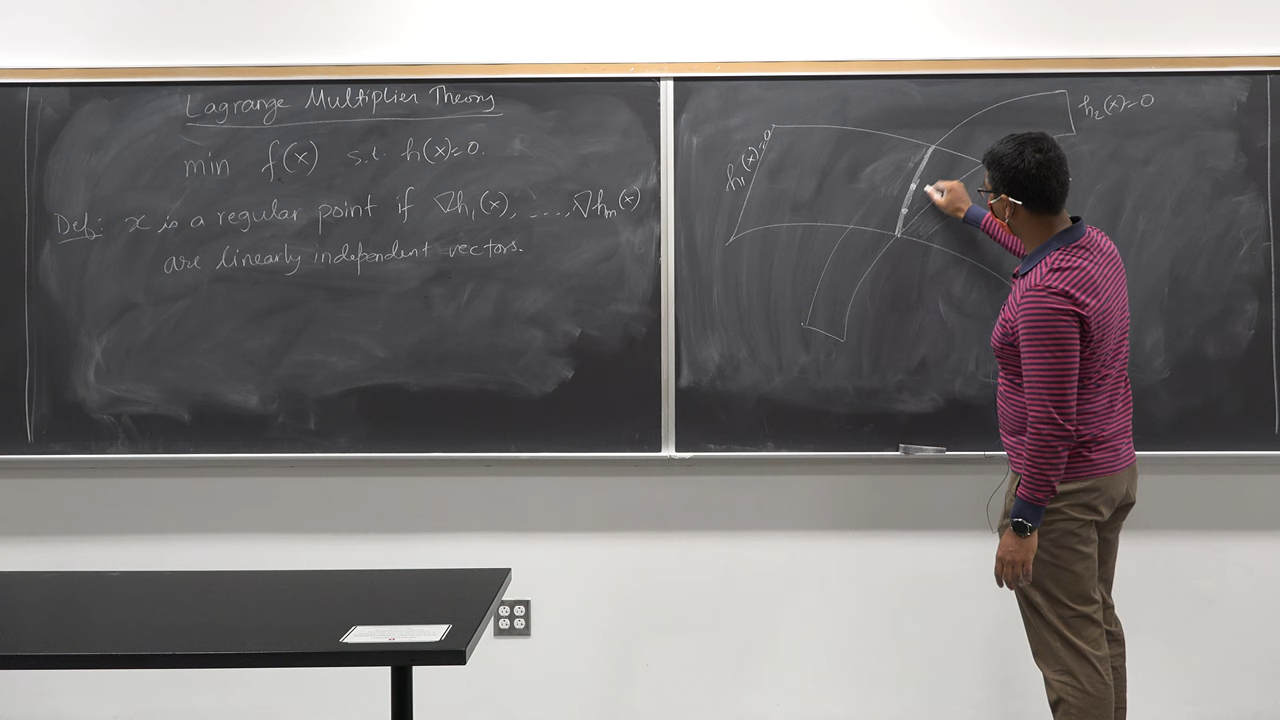 Lagrange Multiplier Theory
min f(x) s.t. h(x)=0.
Def: x is a regular point if ∇h₁(x), ...., ∇hₘ(x)
are linearly independent vectors.
h₁(x)=0
h₂(x)=0